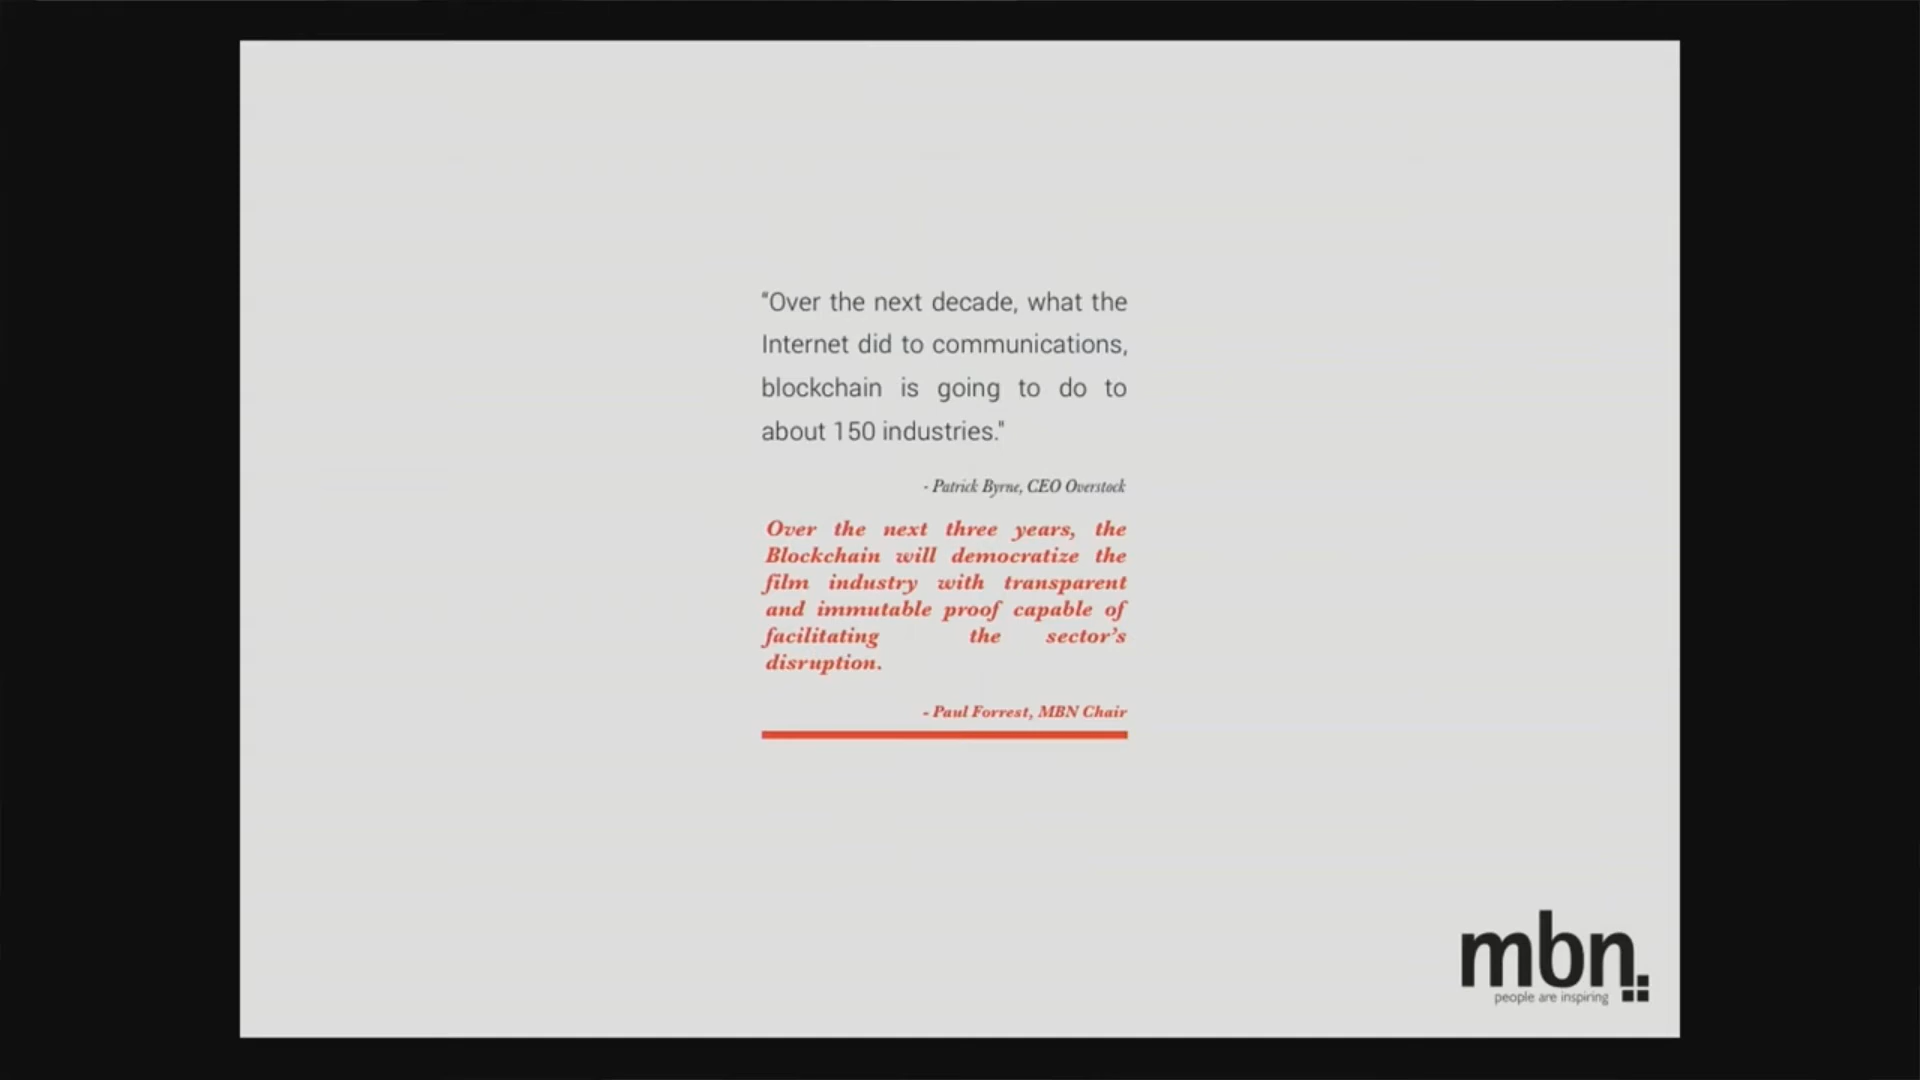 “Over the next decade, what the
Internet did to communications,
blockchain is going to do to
about 150 industries."
- Patrick Byrne, CEO Overstock
Over the next three years, the
Blockchain will democratize the
film industry with transparent
and immutable proof capable of
facilitating the sector’s
disruption.
- Paul Forrest, MBN Chair
mbn
people are inspiring